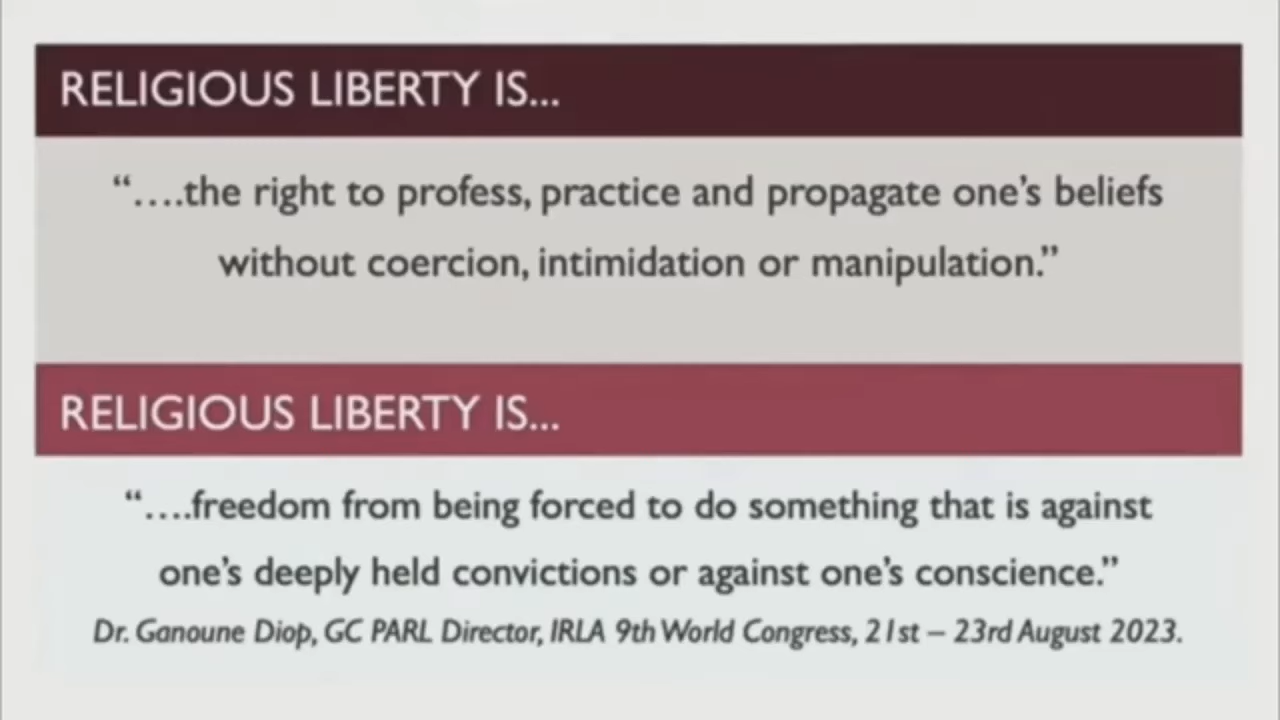 RELIGIOUS LIBERTY IS...
“....the right to profess, practice and propagate one’s beliefs
without coercion, intimidation or manipulation.”
RELIGIOUS LIBERTY IS...
“....freedom from being forced to do something that is against
one’s deeply held convictions or against one’s conscience.”
Dr. Ganoune Diop, GC PARL Director, IRLA 9th World Congress, 21st – 23rd August 2023.